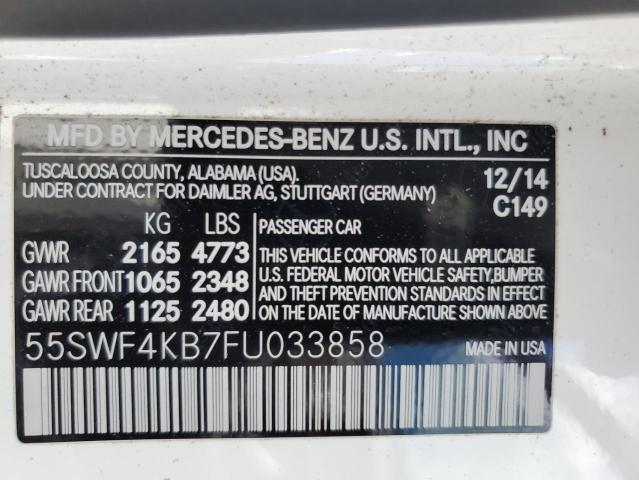 MFD BY MERCEDES-BENZ U.S. INTL., INC
TUSCALOOSA COUNTY, ALABAMA (USA). 12/14
UNDER CONTRACT FOR DAIMLER AG, STUTTGART (GERMANY) C149
KG LBS PASSENGER CAR
GWR 2165 4773 THIS VEHICLE CONFORMS TO ALL APPLICABLE
GAWR FRONT 1065 2348 U.S. FEDERAL MOTOR VEHICLE SAFETY, BUMPER
GAWR REAR 1125 2480 AND THEFT PREVENTION STANDARDS IN EFFECT
ON THE DATE OF MANUFACTURE SHOWN ABOVE
55SWF4KB7FU033858 MADE IN USA